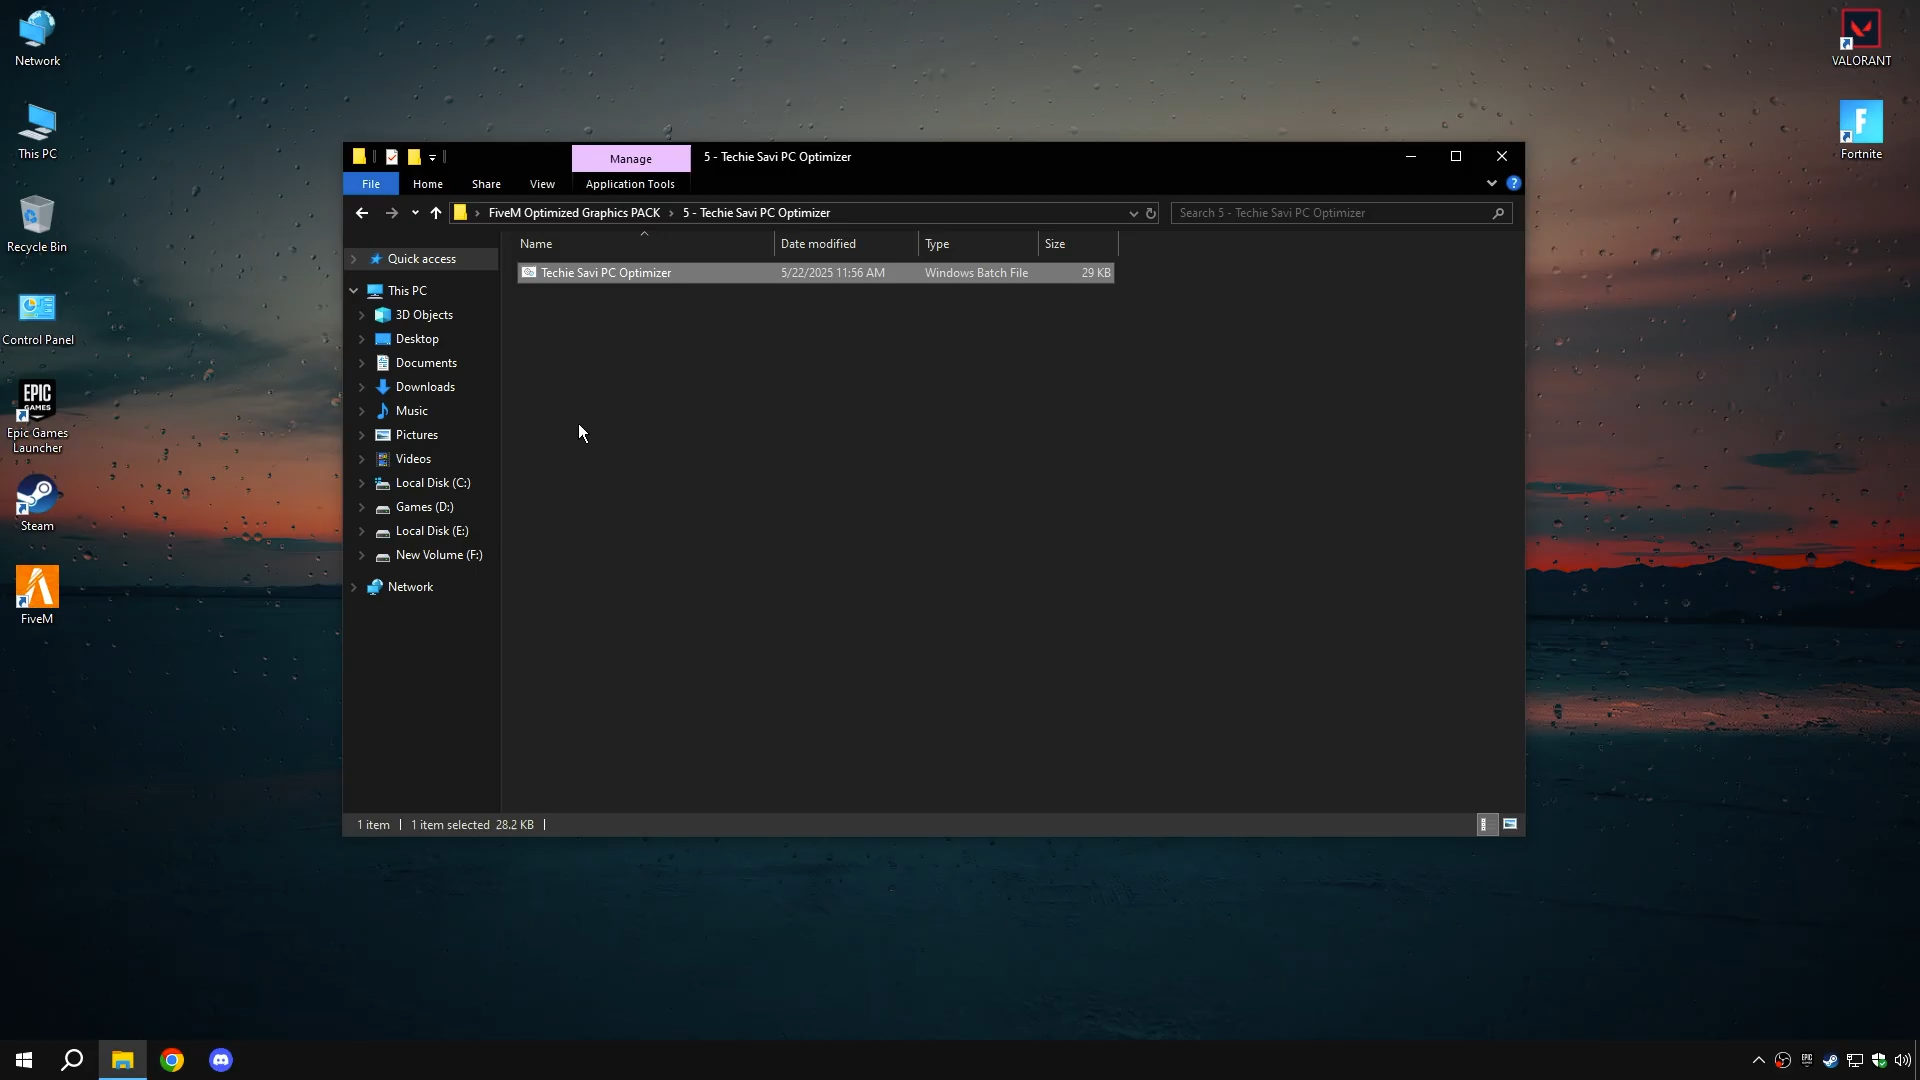 Network
This PC
Recycle Bin
Control Panel
EPIC
GAMES
Epic Games
Launcher
Steam
FiveM
VALORANT
F
Fortnite
Manage
5 - Techie Savi PC Optimizer
File
Home
Share
View
Application Tools
?
FiveM Optimized Graphics PACK
5 - Techie Savi PC Optimizer
Search 5 - Techie Savi PC Optimizer
Name
Date modified
Type
Size
Techie Savi PC Optimizer
5/22/2025 11:56 AM
Windows Batch File
29 KB
Quick access
This PC
3D Objects
Desktop
Documents
Downloads
Music
Pictures
Videos
Local Disk (C:)
Games (D:)
Local Disk (E:)
New Volume (F:)
Network
1 item
1 item selected 28.2 KB
EPIC